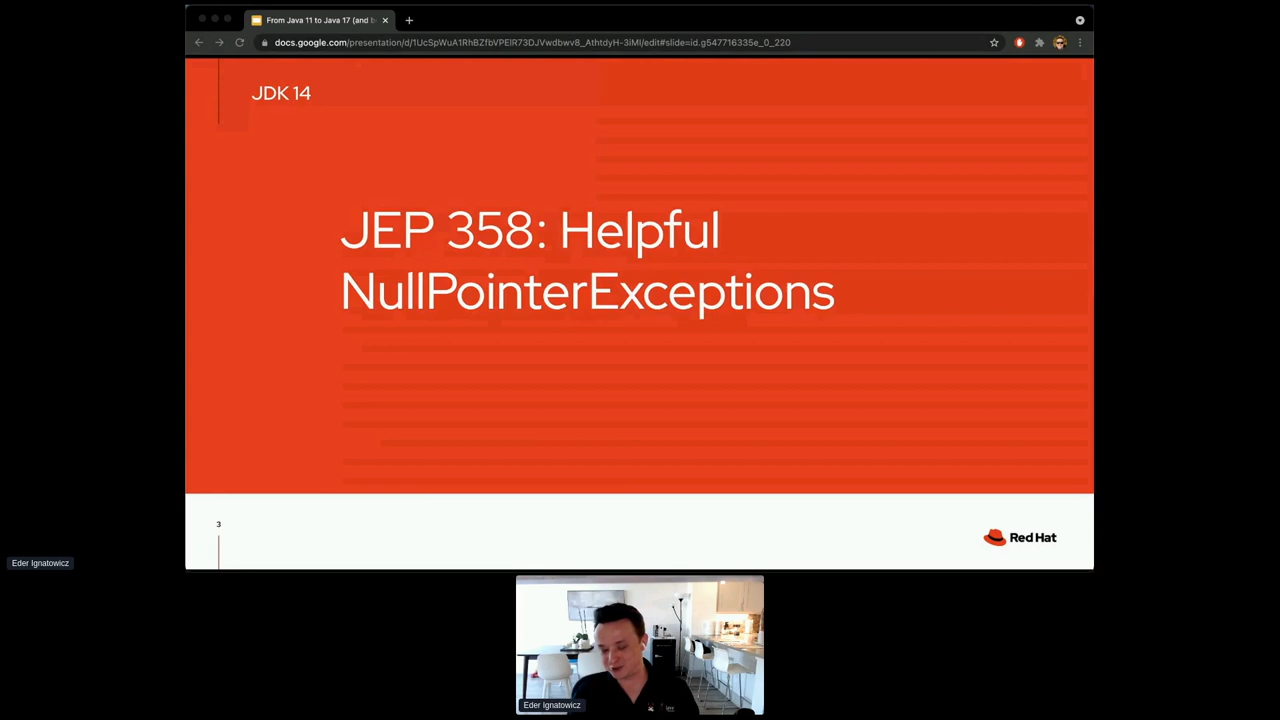 From Java 11 to Java 17 (and b
docs.google.com/presentation/d/1UcSpWuA1RhBZfbVPElR73DJVwdbwv8_AthtdyH-3iMI/edit#slide=id.g547716335e_0_220
JDK 14
JEP 358: Helpful
NullPointerExceptions
3
Red Hat
Eder Ignatowicz
Eder Ignatowicz